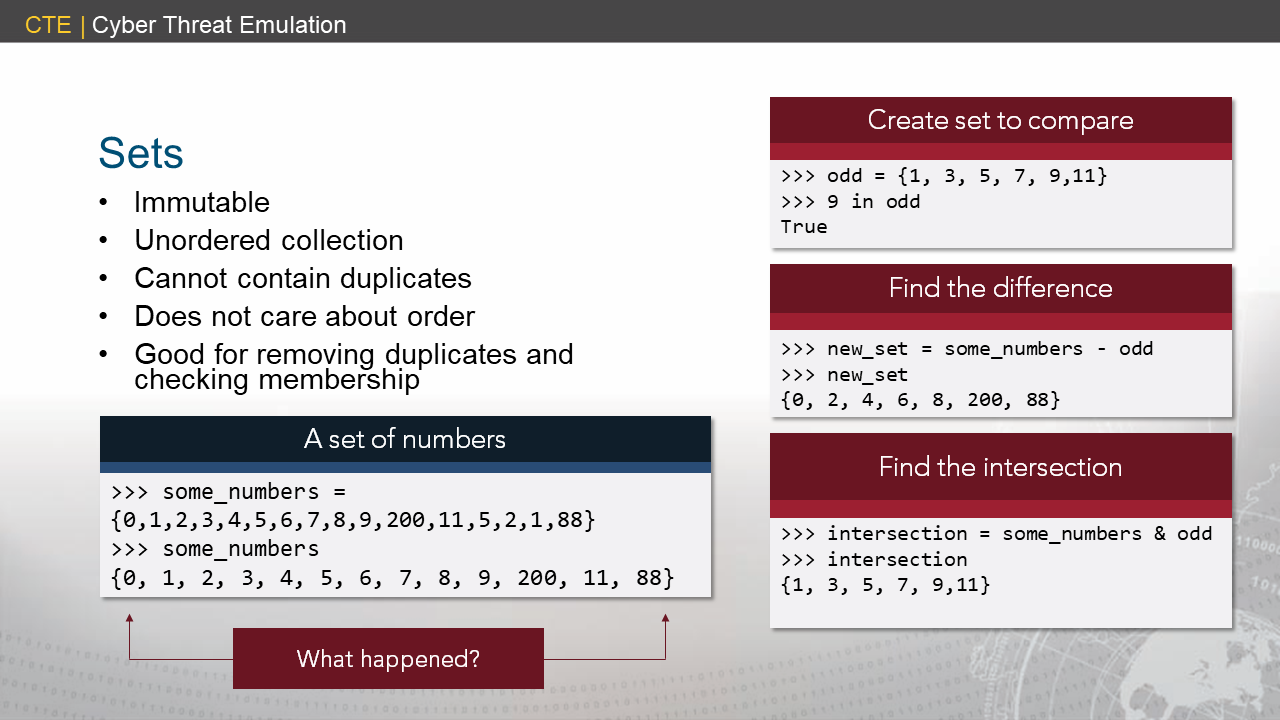 CTE | Cyber Threat Emulation
Sets
• Immutable
• Unordered collection
• Cannot contain duplicates
• Does not care about order
• Good for removing duplicates and
checking membership
A set of numbers
>>> some_numbers =
{0,1,2,3,4,5,6,7,8,9,200,11,5,2,1,88}
>>> some_numbers
{0, 1, 2, 3, 4, 5, 6, 7, 8, 9, 200, 11, 88}
What happened?
Create set to compare
>>> odd = {1, 3, 5, 7, 9,11}
>>> 9 in odd
True
Find the difference
>>> new_set = some_numbers - odd
>>> new_set
{0, 2, 4, 6, 8, 200, 88}
Find the intersection
>>> intersection = some_numbers & odd
>>> intersection
{1, 3, 5, 7, 9,11}